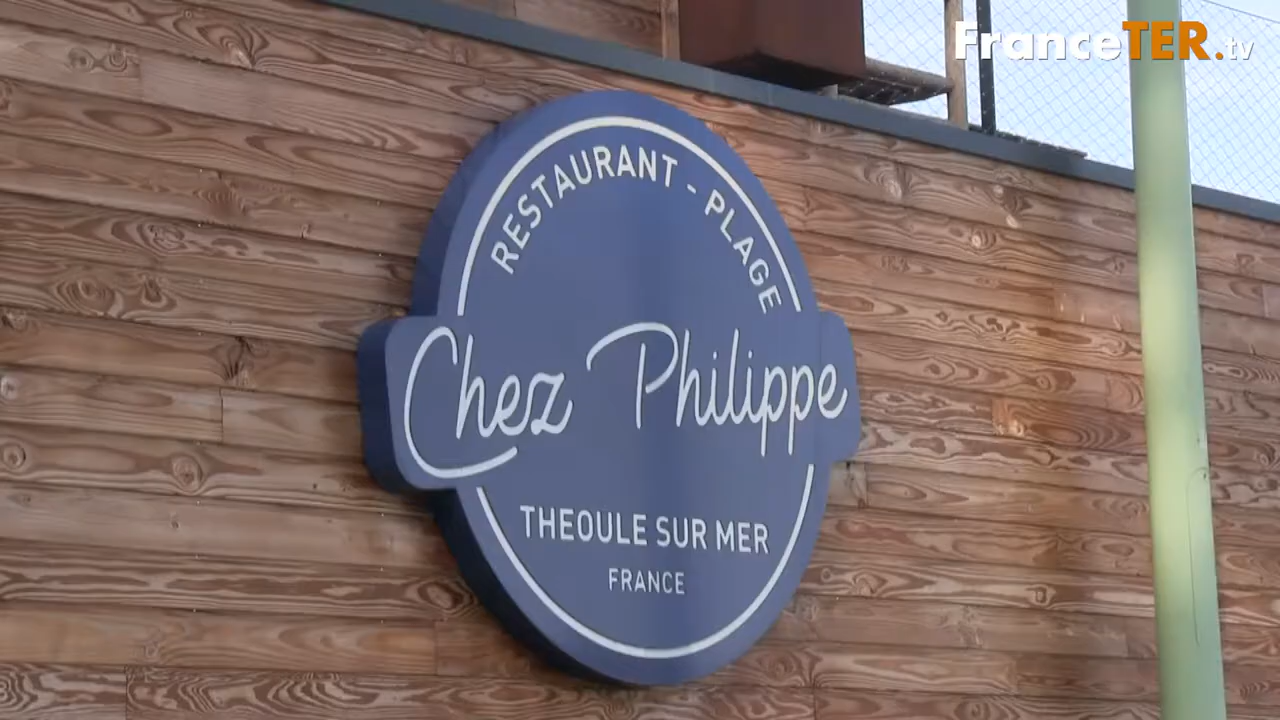 FranceTER.tv
RESTAURANT - PLAGE
Chez Philippe
THEOULE SUR MER
FRANCE